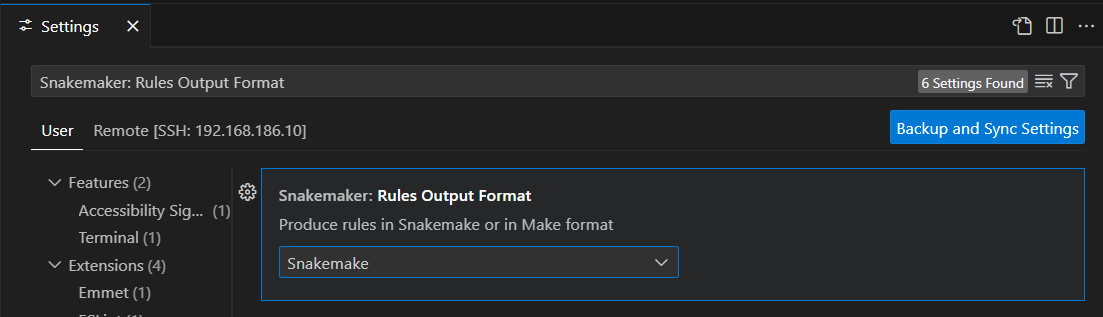 Settings
Snakemaker: Rules Output Format
6 Settings Found
User
Remote [SSH: 192.168.186.10]
Backup and Sync Settings
Features (2)
Accessibility Sig... (1)
Terminal (1)
Extensions (4)
Emmet (1)
Snakemaker: Rules Output Format
Produce rules in Snakemake or in Make format
Snakemake